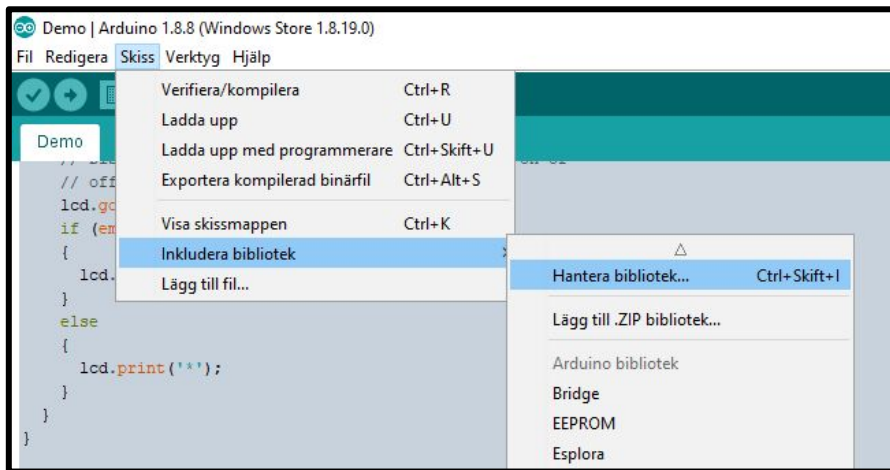 Demo | Arduino 1.8.8 (Windows Store 1.8.19.0)
Fil Redigera Skiss Verktyg Hjälp
Verifiera/kompilera Ctrl+R
Ladda upp Ctrl+U
Ladda upp med programmerare Ctrl+Skift+U
Exportera kompilerad binärfil Ctrl+Alt+S
Visa skissmappen Ctrl+K
Inkludera bibliotek
Lägg till fil...
Hantera bibliotek... Ctrl+Skift+I
Lägg till .ZIP bibliotek...
Arduino bibliotek
Bridge
EEPROM
Esplora
Demo
// off
lcd.go
if (em
{
lcd.
}
else
{
lcd.print('*');
}
}
}